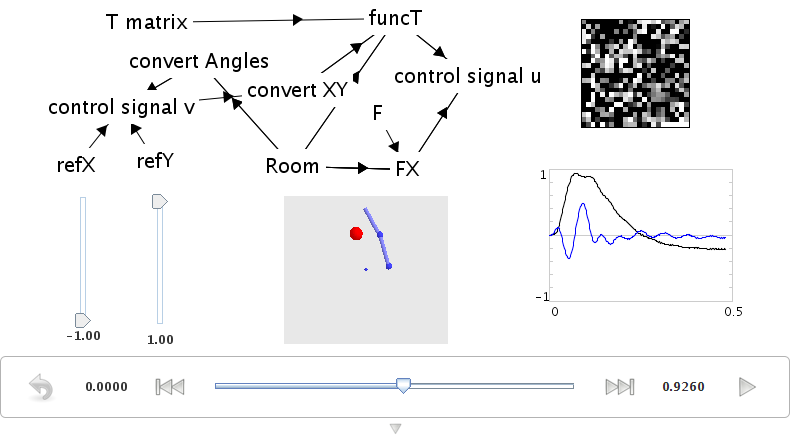 T matrix
funcT
convert Angles
control signal u
convert XY
control signal v
F
refX
refY
Room
FX
1
-1
0
0.5
-1.00
1.00
0.0000
0.9260